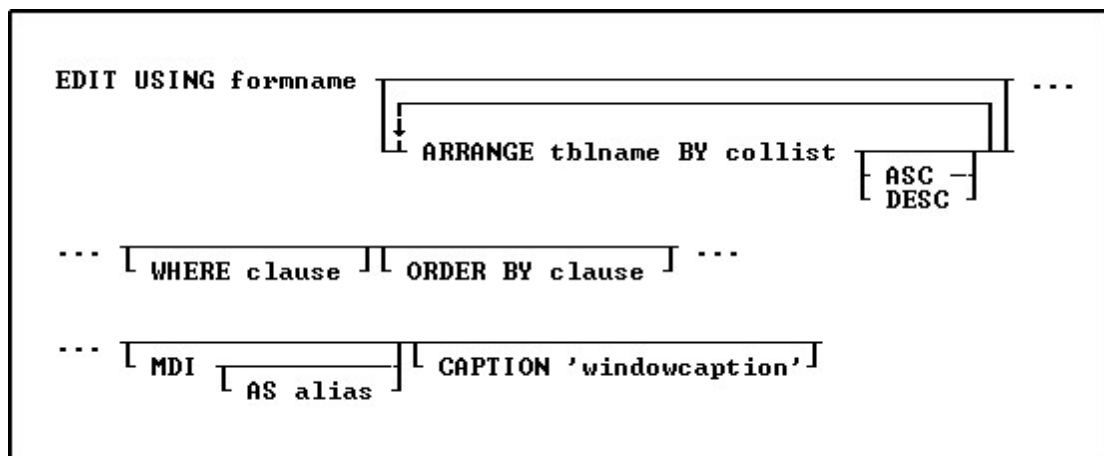 EDIT USING formname ...
ARRANGE tblname BY collist
ASC
DESC
... WHERE clause ORDER BY clause ...
... MDI CAPTION 'windowcaption'
AS alias